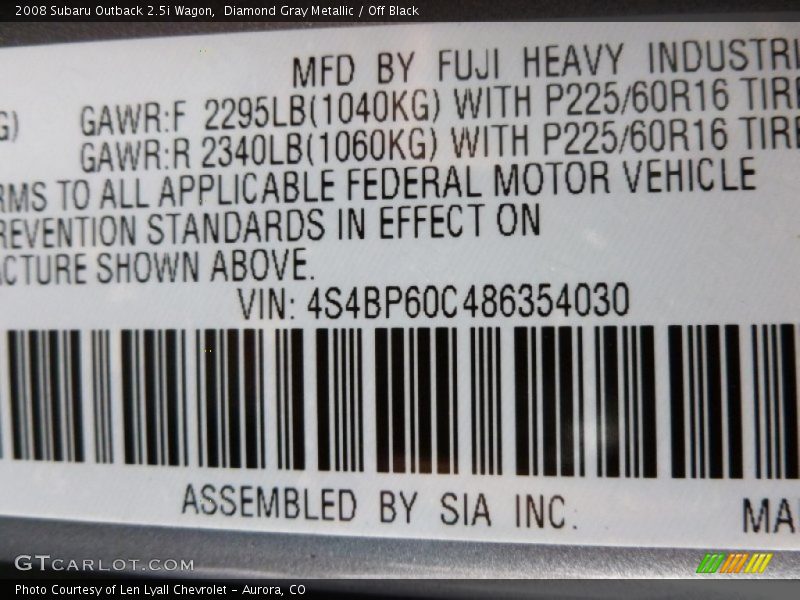 2008 Subaru Outback 2.5i Wagon, Diamond Gray Metallic / Off Black
MFD BY FUJI HEAVY INDUSTRI
G) GAWR:F 2295LB(1040KG) WITH P225/60R16 TIRE
GAWR:R 2340LB(1060KG) WITH P225/60R16 TIRE
RMS TO ALL APPLICABLE FEDERAL MOTOR VEHICLE
REVENTION STANDARDS IN EFFECT ON
ACTURE SHOWN ABOVE.
VIN: 4S4BP60C486354030
ASSEMBLED BY SIA INC. MA
GTCARLOT.COM
Photo Courtesy of Len Lyall Chevrolet - Aurora, CO